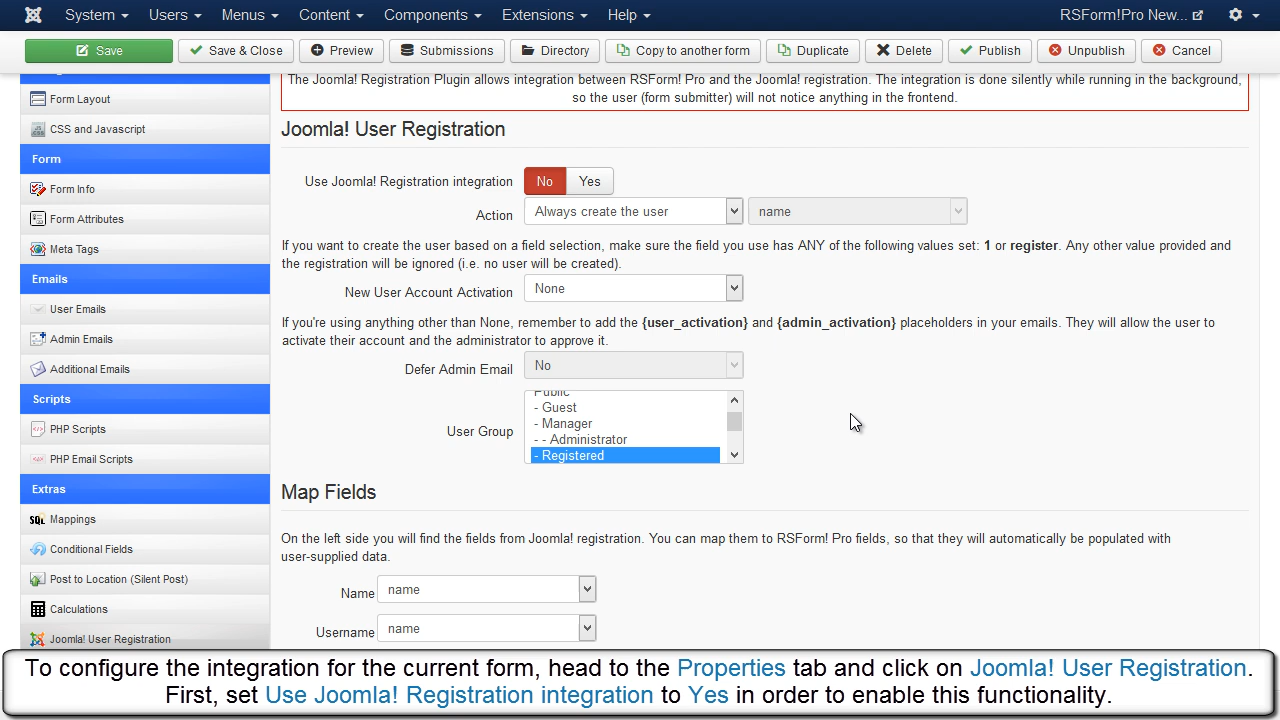 System Users Menus Content Components Extensions Help RSForm!Pro New...
Save Save & Close Preview Submissions Directory Copy to another form Duplicate Delete Publish Unpublish Cancel
Form Layout
CSS and Javascript
Form
Form Info
Form Attributes
Meta Tags
Emails
User Emails
Admin Emails
Additional Emails
Scripts
PHP Scripts
PHP Email Scripts
Extras
SQL Mappings
Conditional Fields
Post to Location (Silent Post)
Calculations
Joomla! User Registration
The Joomla! Registration Plugin allows integration between RSForm! Pro and the Joomla! registration. The integration is done silently while running in the background,
so the user (form submitter) will not notice anything in the frontend.
Joomla! User Registration
Use Joomla! Registration integration No Yes
Action Always create the user name
If you want to create the user based on a field selection, make sure the field you use has ANY of the following values set: 1 or register. Any other value provided and
the registration will be ignored (i.e. no user will be created).
New User Account Activation None
If you're using anything other than None, remember to add the {user_activation} and {admin_activation} placeholders in your emails. They will allow the user to
activate their account and the administrator to approve it.
Defer Admin Email No
Public
- Guest
- Manager
- - Administrator
User Group
- Registered
Map Fields
On the left side you will find the fields from Joomla! registration. You can map them to RSForm! Pro fields, so that they will automatically be populated with
user-supplied data.
Name name
Username name
To configure the integration for the current form, head to the Properties tab and click on Joomla! User Registration.
First, set Use Joomla! Registration integration to Yes in order to enable this functionality.